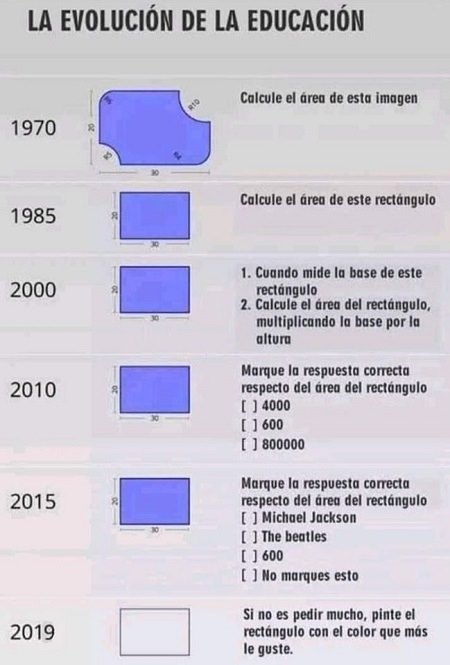 LA EVOLUCIÓN DE LA EDUCACIÓN
1970
R10
20
R5
R4
30
Calcule el área de esta imagen
1985
20
30
Calcule el área de este rectángulo
2000
20
30
1. Cuando mide la base de este
rectángulo
2. Calcule el área del rectángulo,
multiplicando la base por la
altura
2010
20
30
Marque la respuesta correcta
respecto del área del rectángulo
[ ] 4000
[ ] 600
[ ] 800000
2015
20
30
Marque la respuesta correcta
respecto del área del rectángulo
[ ] Michael Jackson
[ ] The beatles
[ ] 600
[ ] No marques esto
2019
Si no es pedir mucho, pinte el
rectángulo con el color que más
le guste.